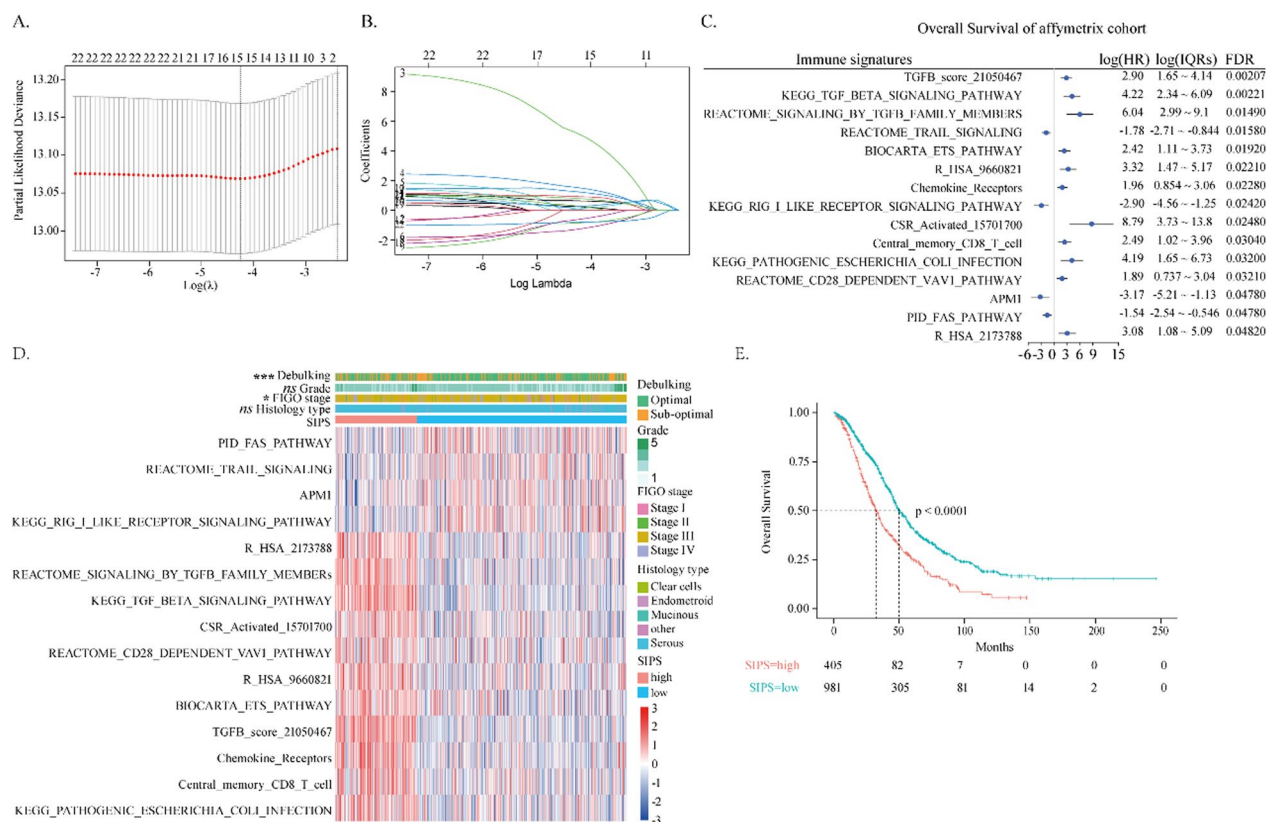 A.
22 22 22 22 22 22 21 21 17 16 15 15 14 13 11 10 3 2
13.20
13.15
13.10
13.05
13.00
Partial Likelihood Deviance
-7 -6 -5 -4 -3
Log(λ)
B.
22 22 17 15 11
3
8
6
4
2
0
-2
Coefficients
-7 -6 -5 -4 -3
Log Lambda
C.
Overall Survival of affymetrix cohort
Immune signatures log(HR) log(IQRs) FDR
TGFB_score_21050467 2.90 1.65 ~ 4.14 0.00207
KEGG_TGF_BETA_SIGNALING_PATHWAY 4.22 2.34 ~ 6.09 0.00221
REACTOME_SIGNALING_BY_TGFB_FAMILY_MEMBERS 6.04 2.99 ~ 9.1 0.01490
REACTOME_TRAIL_SIGNALING -1.78 -2.71 ~ -0.844 0.01580
BIOCARTA_ETS_PATHWAY 2.42 1.11 ~ 3.73 0.01920
R_HSA_9660821 3.32 1.47 ~ 5.17 0.02210
Chemokine_Receptors 1.96 0.854 ~ 3.06 0.02280
KEGG_RIG_I_LIKE_RECEPTOR_SIGNALING_PATHWAY -2.90 -4.56 ~ -1.25 0.02420
CSR_Activated_15701700 8.79 3.73 ~ 13.8 0.02480
Central_memory_CD8_T_cell 2.49 1.02 ~ 3.96 0.03040
KEGG_PATHOGENIC_ESCHERICHIA_COLI_INFECTION 4.19 1.65 ~ 6.73 0.03200
REACTOME_CD28_DEPENDENT_VAV1_PATHWAY 1.89 0.737 ~ 3.04 0.03210
APM1 -3.17 -5.21 ~ -1.13 0.04780
PID_FAS_PATHWAY -1.54 -2.54 ~ -0.546 0.04780
R_HSA_2173788 3.08 1.08 ~ 5.09 0.04820
-6 -3 0 3 6 9 15
D.
*** Debulking
ns Grade
* FIGO stage
ns Histology type
SIPS
PID_FAS_PATHWAY
REACTOME_TRAIL_SIGNALING
APM1
KEGG_RIG_I_LIKE_RECEPTOR_SIGNALING_PATHWAY
R_HSA_2173788
REACTOME_SIGNALING_BY_TGFB_FAMILY_MEMBERs
KEGG_TGF_BETA_SIGNALING_PATHWAY
CSR_Activated_15701700
REACTOME_CD28_DEPENDENT_VAV1_PATHWAY
R_HSA_9660821
BIOCARTA_ETS_PATHWAY
TGFB_score_21050467
Chemokine_Receptors
Central_memory_CD8_T_cell
KEGG_PATHOGENIC_ESCHERICHIA_COLI_INFECTION
Debulking
Optimal
Sub-optimal
Grade
5
1
FIGO stage
Stage I
Stage II
Stage III
Stage IV
Histology type
Clear cells
Endometroid
Mucinous
other
Serous
SIPS
high
low
3
2
1
0
-1
-2
-3
E.
1.00
0.75
0.50
0.25
0.00
Overall Survival
p < 0.0001
0 50 100 150 200 250
Months
SIPS=high 405 82 7 0 0 0
SIPS=low 981 305 81 14 2 0